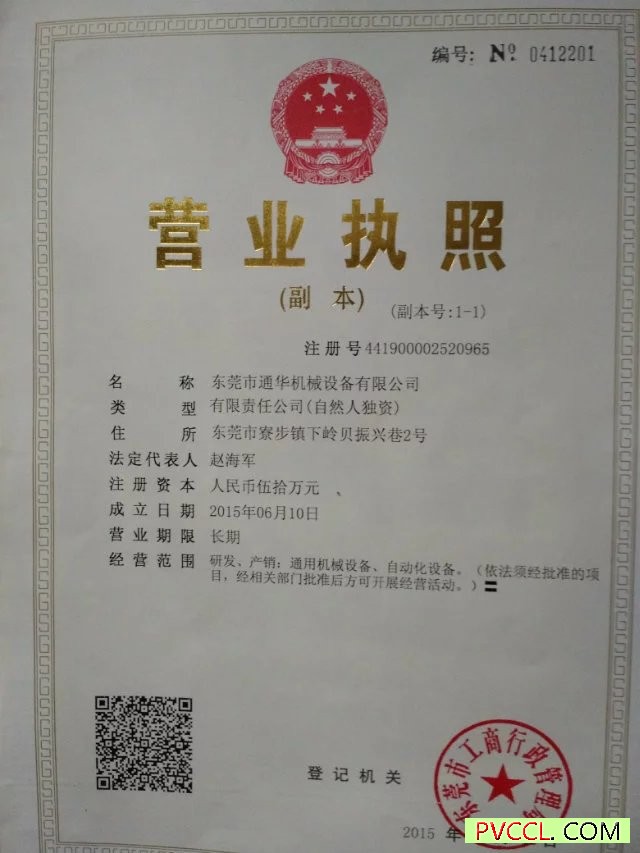 编号: №. 0412201
营业执照
(副 本)
(副本号:1-1)
注册号441900002520965
名 称 东莞市通华机械设备有限公司
类 型 有限责任公司(自然人独资)
住 所 东莞市寮步镇下岭贝振兴巷2号
法定代表人 赵海军
注册资本 人民币伍拾万元
成立日期 2015年06月10日
营业期限 长期
经营范围 研发、产销：通用机械设备、自动化设备。（依法须经批准的项
目，经相关部门批准后方可开展经营活动。）
东莞市工商行政管理局
登记机关
2015 年
PVCCL.COM